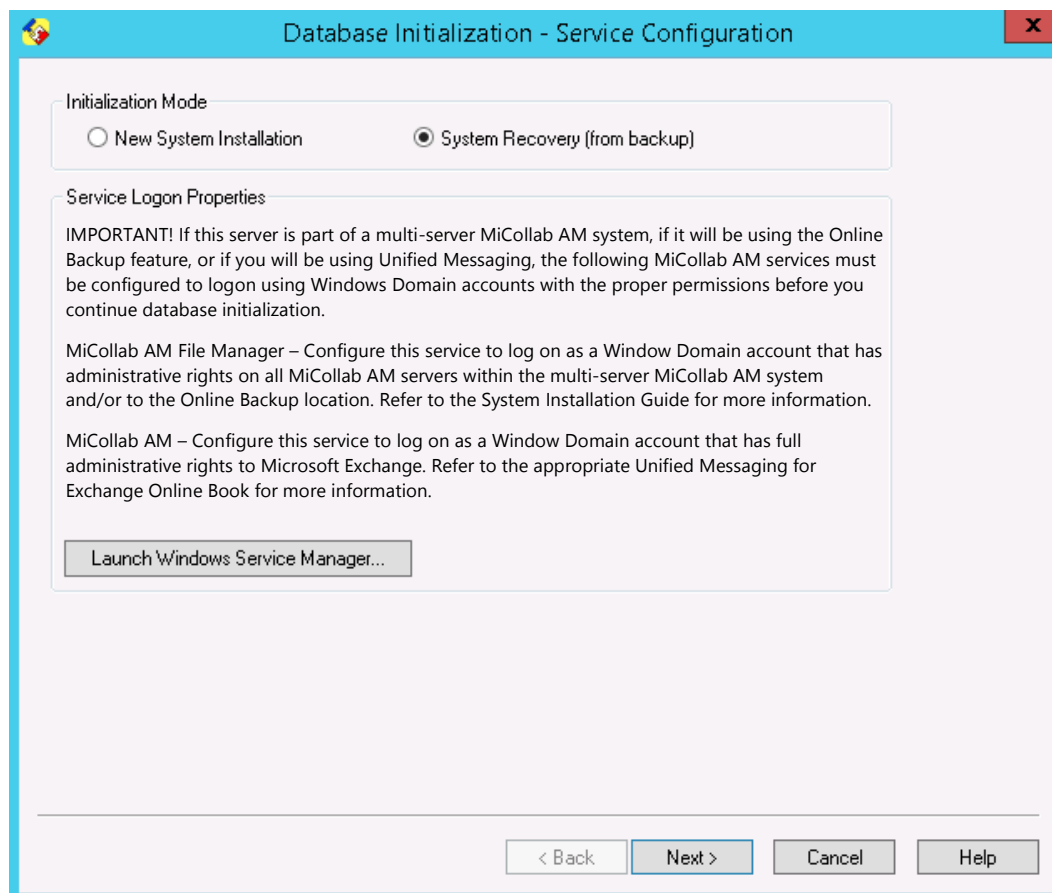 Database Initialization - Service Configuration
x
Initialization Mode
New System Installation
System Recovery (from backup)
Service Logon Properties
IMPORTANT! If this server is part of a multi-server MiCollab AM system, if it will be using the Online
Backup feature, or if you will be using Unified Messaging, the following MiCollab AM services must
be configured to logon using Windows Domain accounts with the proper permissions before you
continue database initialization.
MiCollab AM File Manager – Configure this service to log on as a Window Domain account that has
administrative rights on all MiCollab AM servers within the multi-server MiCollab AM system
and/or to the Online Backup location. Refer to the System Installation Guide for more information.
MiCollab AM – Configure this service to log on as a Window Domain account that has full
administrative rights to Microsoft Exchange. Refer to the appropriate Unified Messaging for
Exchange Online Book for more information.
Launch Windows Service Manager...
< Back
Next >
Cancel
Help